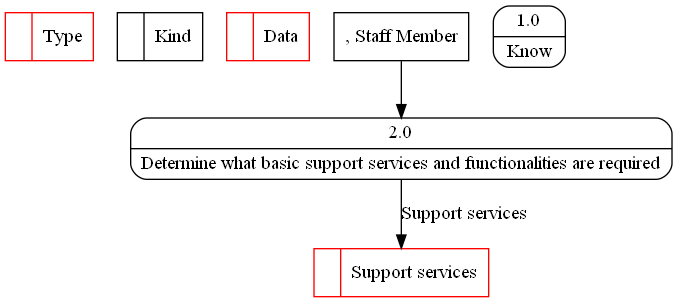 Type
Kind
Data
, Staff Member
1.0
Know
2.0
Determine what basic support services and functionalities are required
Support services
Support services